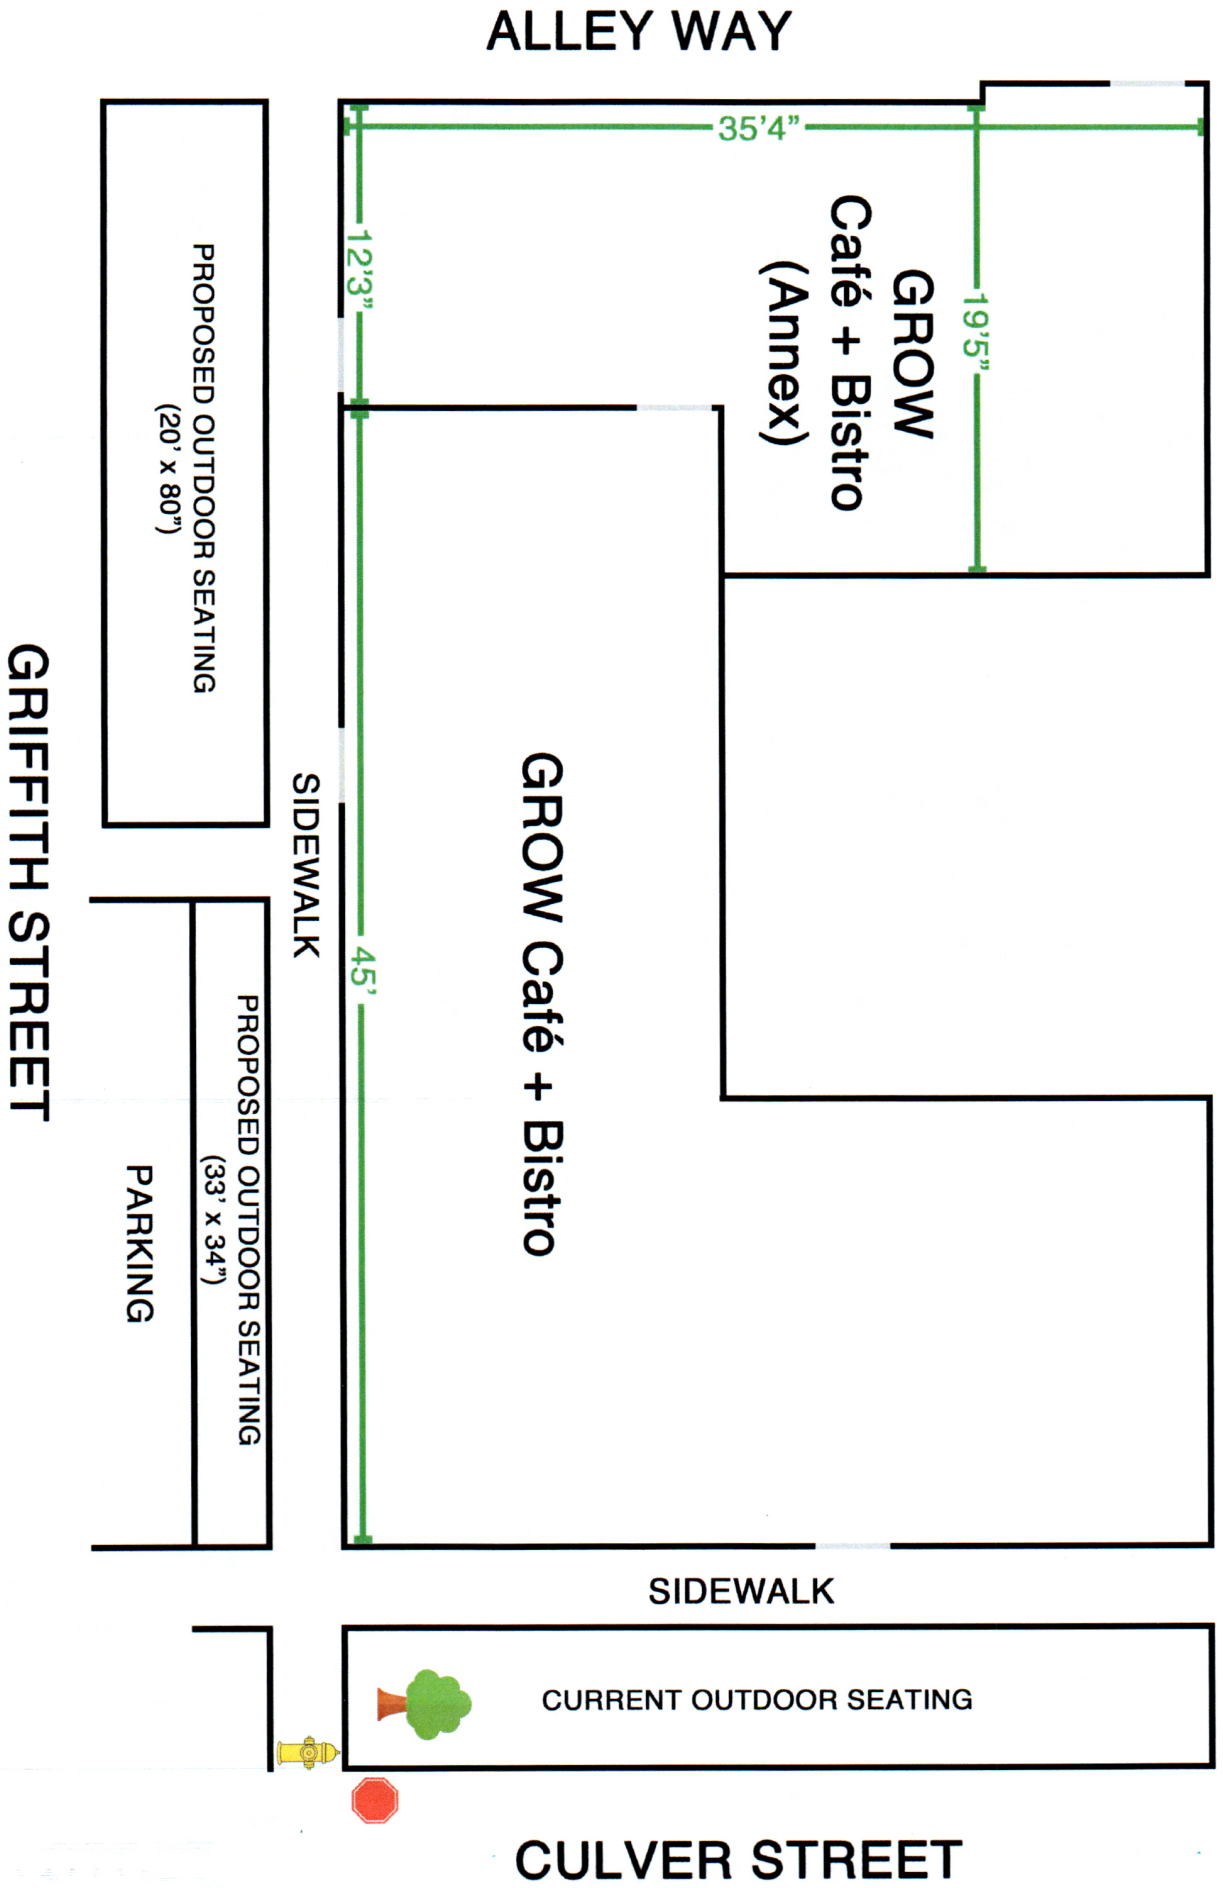 ALLEY WAY
35’4”
12’3”
19’5”
GROW
Café + Bistro
(Annex)
PROPOSED OUTDOOR SEATING
(20’ x 80”)
GRIFFITH STREET
SIDEWALK
45’
GROW Café + Bistro
PROPOSED OUTDOOR SEATING
(33’ x 34”)
PARKING
SIDEWALK
CURRENT OUTDOOR SEATING
CULVER STREET